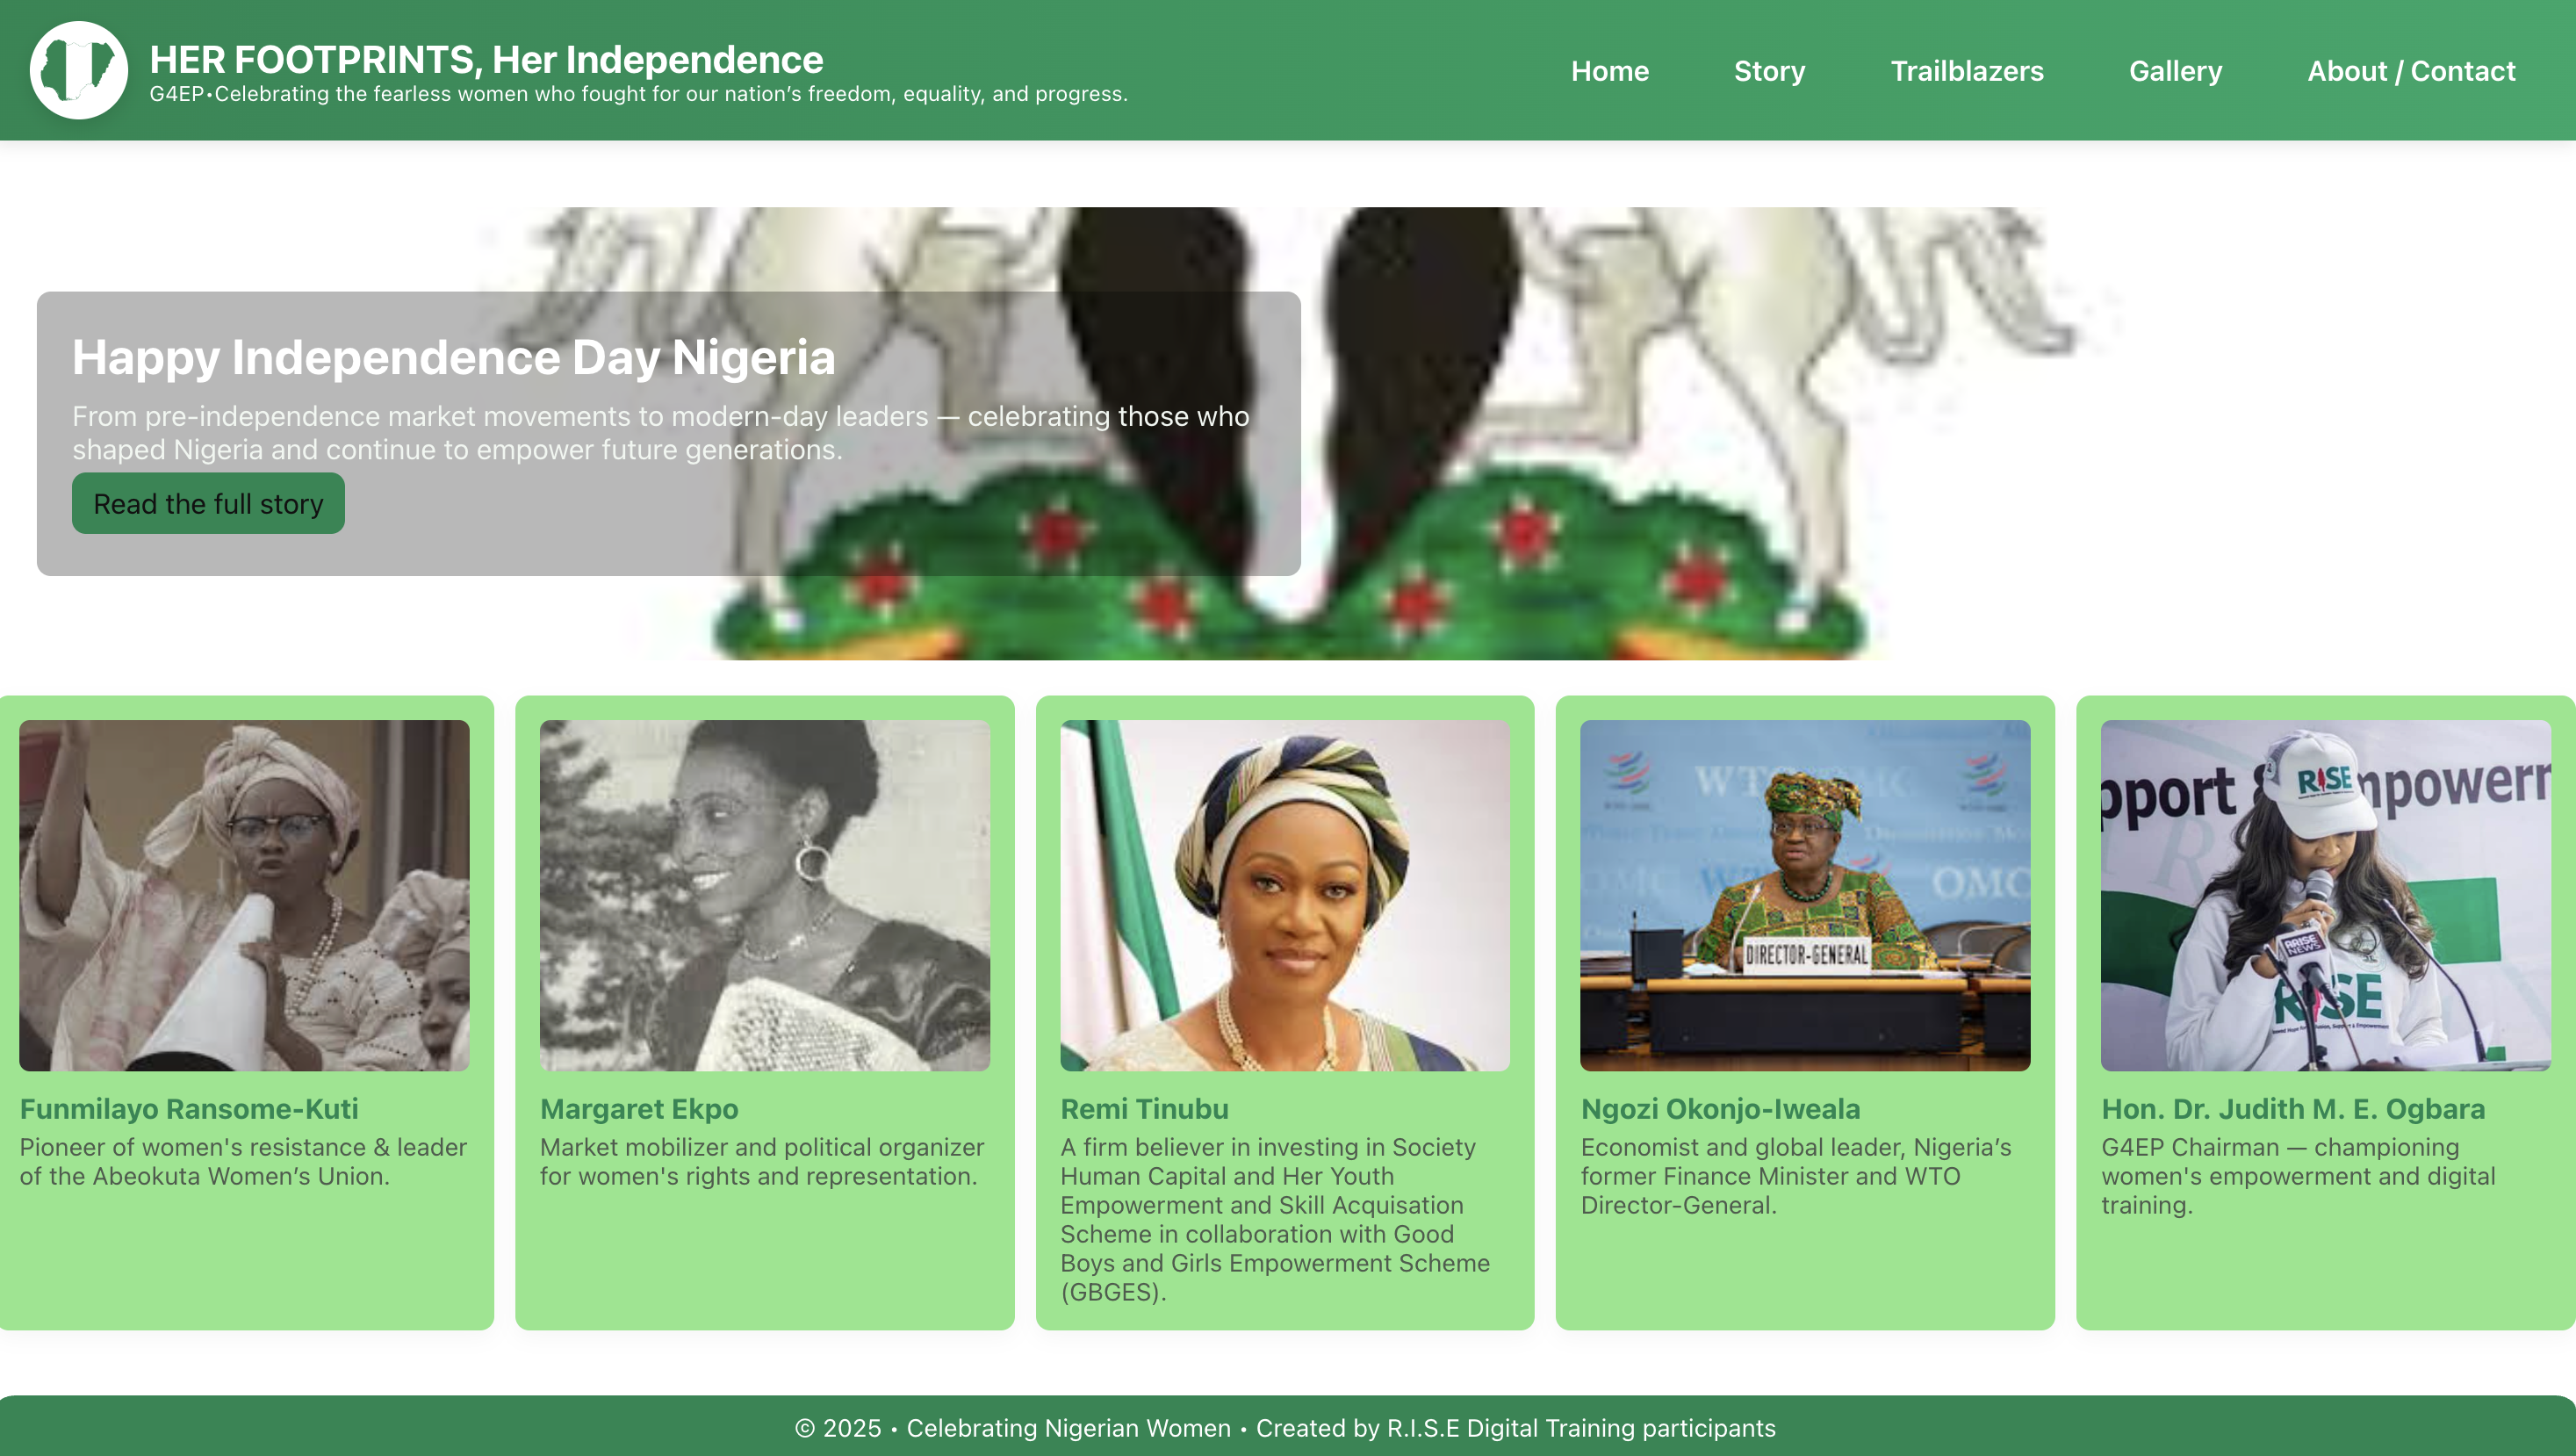 HER FOOTPRINTS, Her Independence
G4EP•Celebrating the fearless women who fought for our nation’s freedom, equality, and progress.
Home
Story
Trailblazers
Gallery
About / Contact
Happy Independence Day Nigeria
From pre-independence market movements to modern-day leaders — celebrating those who
shaped Nigeria and continue to empower future generations.
Read the full story
WTO OMC
OMC
DIRECTOR-GENERAL
pport & mpowerm
RISE
ARISE
NEWS
RISE
Funmilayo Ransome-Kuti
Pioneer of women's resistance & leader
of the Abeokuta Women’s Union.
Margaret Ekpo
Market mobilizer and political organizer
for women's rights and representation.
Remi Tinubu
A firm believer in investing in Society
Human Capital and Her Youth
Empowerment and Skill Acquisation
Scheme in collaboration with Good
Boys and Girls Empowerment Scheme
(GBGES).
Ngozi Okonjo-Iweala
Economist and global leader, Nigeria’s
former Finance Minister and WTO
Director-General.
Hon. Dr. Judith M. E. Ogbara
G4EP Chairman — championing
women's empowerment and digital
training.
© 2025 • Celebrating Nigerian Women • Created by R.I.S.E Digital Training participants